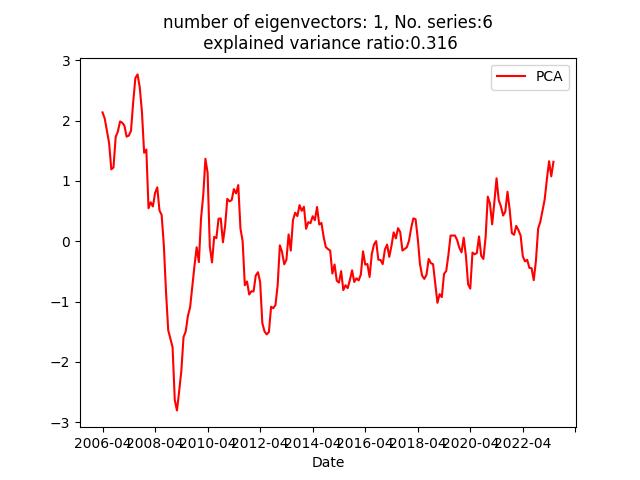 number of eigenvectors: 1, No. series:6
explained variance ratio:0.316
PCA
3
2
1
0
−1
−2
−3
2006-04 2008-04 2010-04 2012-04 2014-04 2016-04 2018-04 2020-04 2022-04
Date